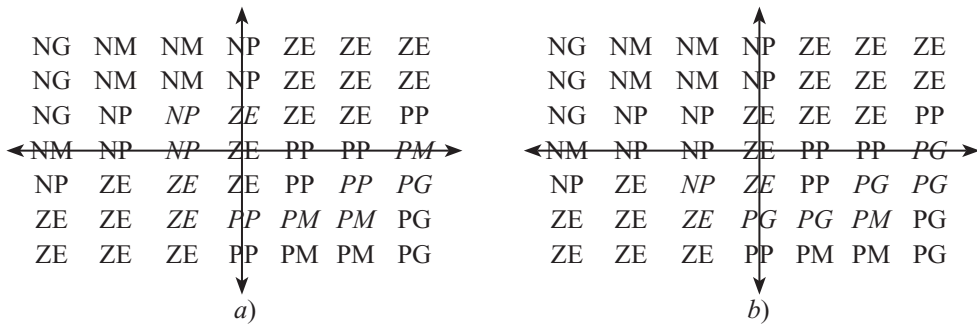 NG NM NM NP ZE ZE ZE
NG NM NM NP ZE ZE ZE
NG NP NP ZE ZE ZE PP
NM NP NP ZE PP PP PM
NP ZE ZE ZE PP PP PG
ZE ZE ZE PP PM PM PG
ZE ZE ZE PP PM PM PG
a)
NG NM NM NP ZE ZE ZE
NG NM NM NP ZE ZE ZE
NG NP NP ZE ZE ZE PP
NM NP NP ZE PP PP PG
NP ZE NP ZE PP PG PG
ZE ZE ZE PG PG PM PG
ZE ZE ZE PP PM PM PG
b)